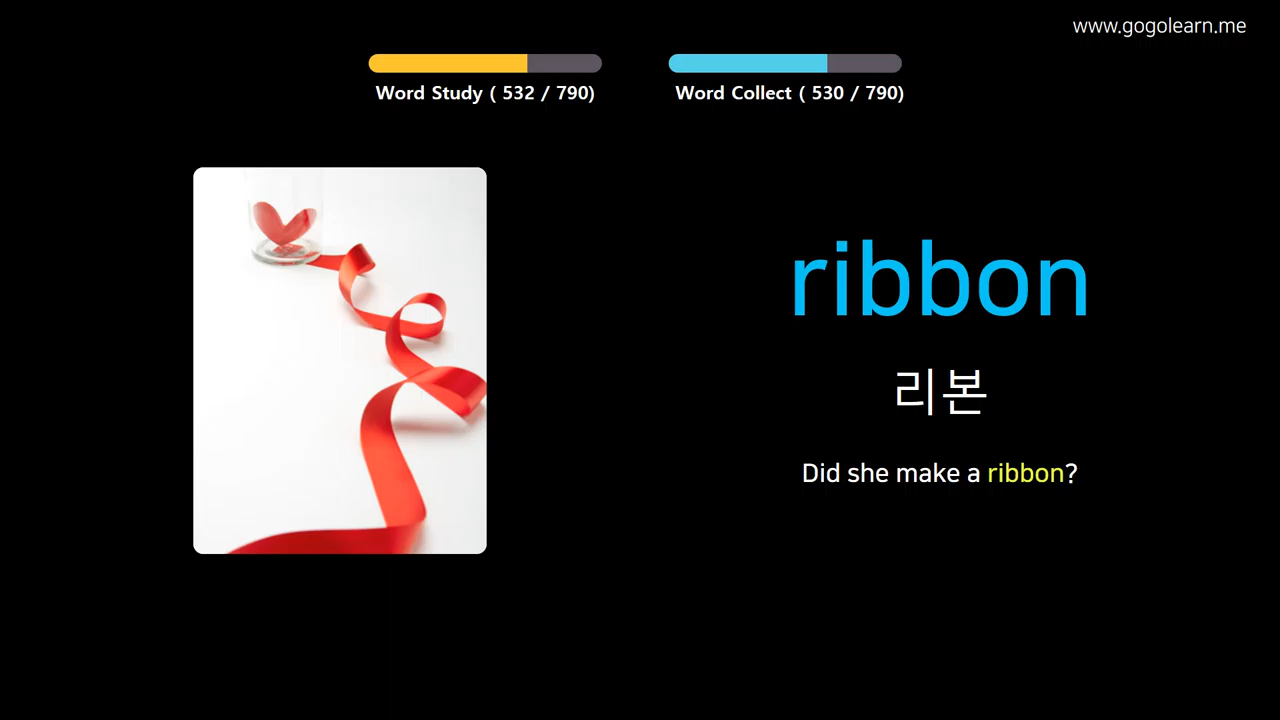 www.gogolearn.me
Word Study ( 532 / 790)
Word Collect ( 530 / 790)
ribbon
리본
Did she make a ribbon?